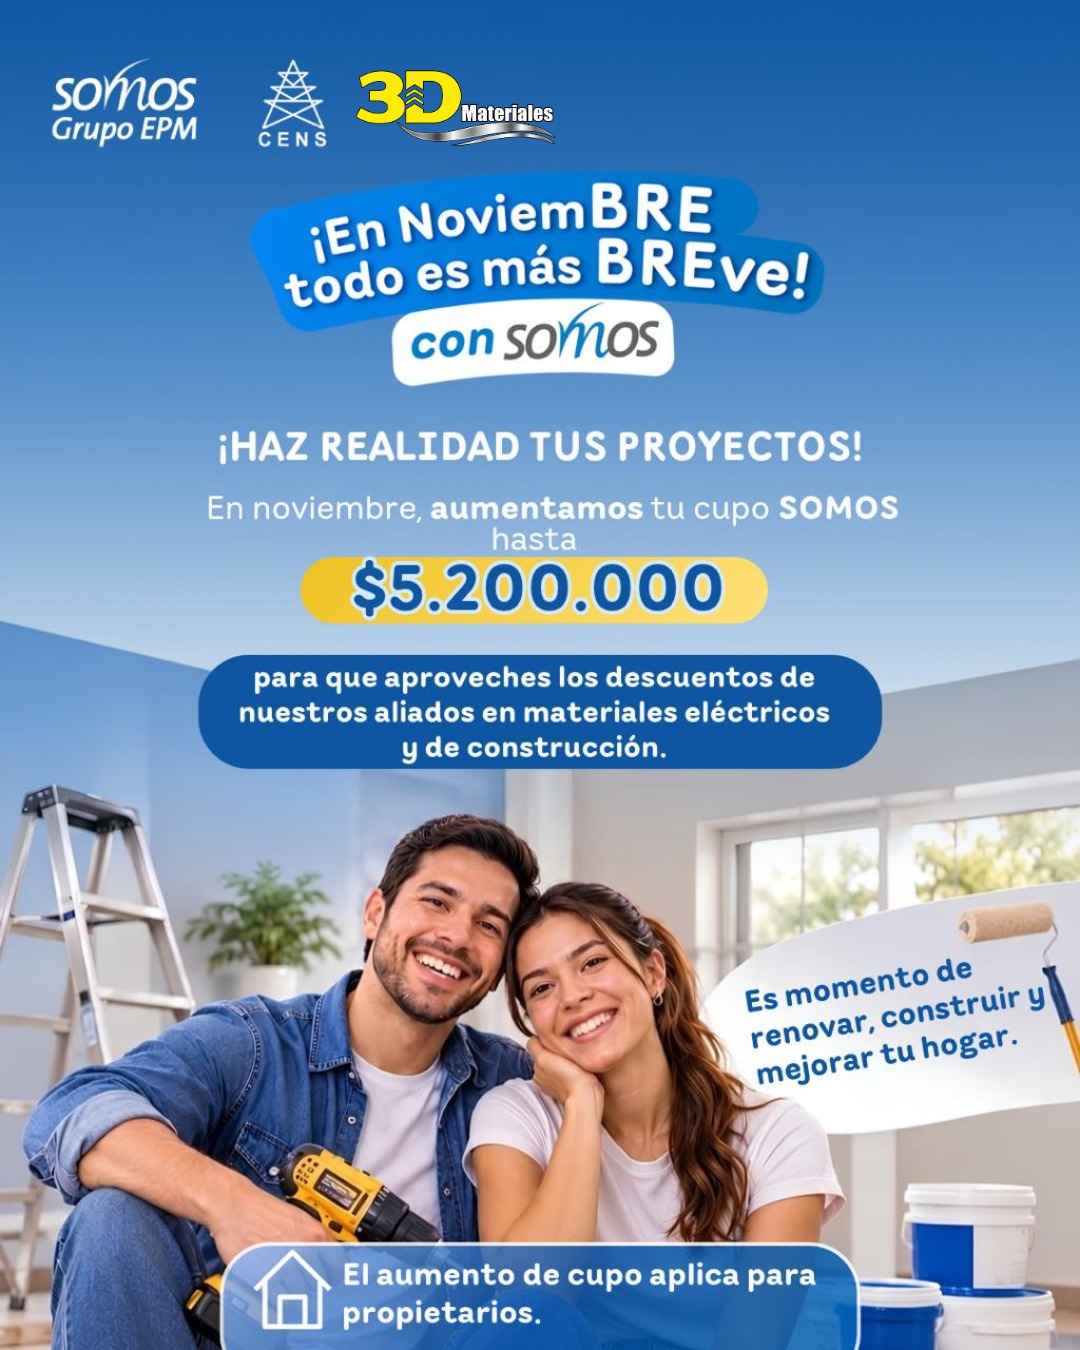 somos
Grupo EPM
CENS
3D Materiales
¡En NoviemBRE
todo es más BREve!
con somos
¡HAZ REALIDAD TUS PROYECTOS!
En noviembre, aumentamos tu cupo SOMOS
hasta
$5.200.000
para que aproveches los descuentos de
nuestros aliados en materiales eléctricos
y de construcción.
Es momento de
renovar, construir y
mejorar tu hogar.
El aumento de cupo aplica para
propietarios.